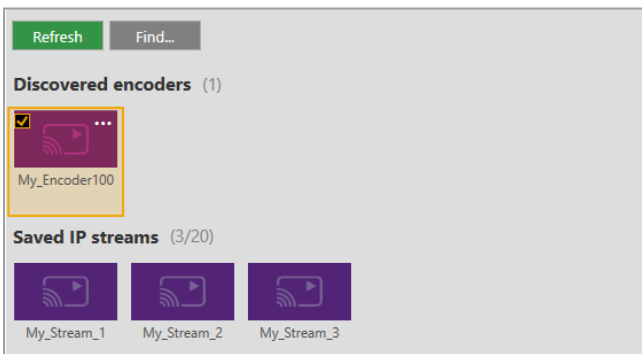 Refresh Find...
Discovered encoders (1)
...
My_Encoder100
Saved IP streams (3/20)
My_Stream_1 My_Stream_2 My_Stream_3